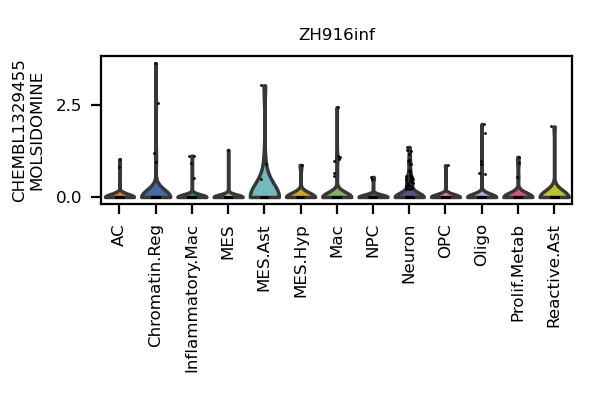 ZH916inf
CHEMBL1329455
MOLSIDOMINE
2.5
0.0
AC
Chromatin.Reg
Inflammatory.Mac
MES
MES.Ast
MES.Hyp
Mac
NPC
Neuron
OPC
Oligo
Prolif.Metab
Reactive.Ast